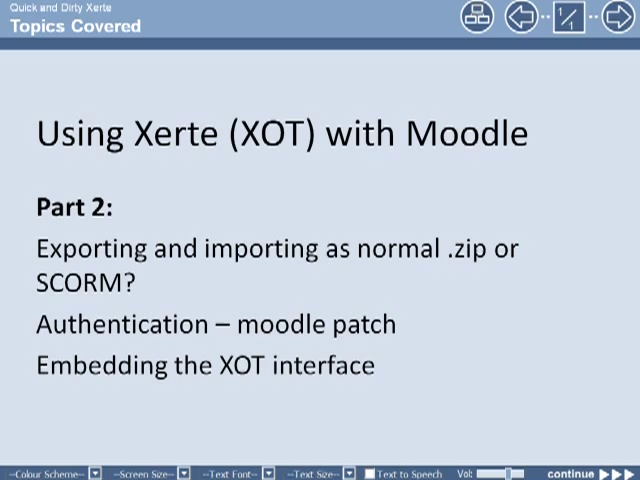 Quick and Dirty Xerte
Topics Covered
1/1
Using Xerte (XOT) with Moodle
Part 2:
Exporting and importing as normal .zip or
SCORM?
Authentication – moodle patch
Embedding the XOT interface
--Colour Scheme-- --Screen Size-- --Text Font-- --Text Size-- Text to Speech Vol: continue